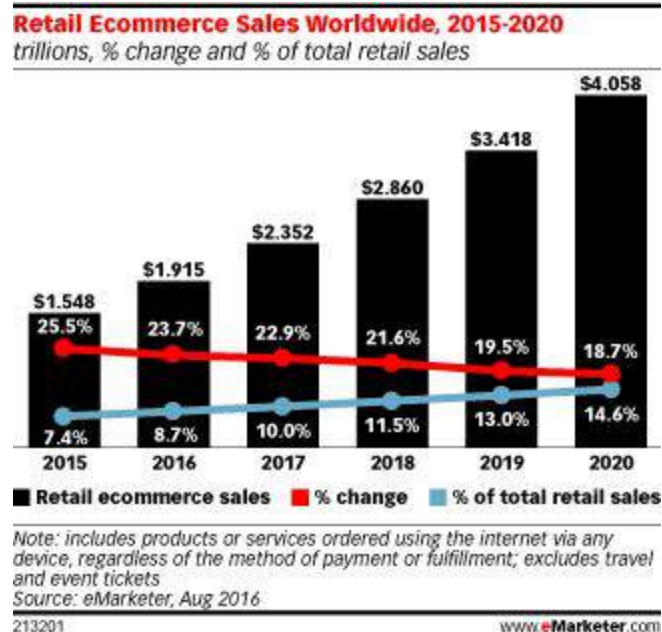 Retail Ecommerce Sales Worldwide, 2015-2020
trillions, % change and % of total retail sales
$4.058
$3.418
$2.860
$2.352
$1.915
$1.548
25.5% 23.7% 22.9% 21.6% 19.5% 18.7%
7.4% 8.7% 10.0% 11.5% 13.0% 14.6%
2015 2016 2017 2018 2019 2020
Retail ecommerce sales % change % of total retail sales
Note: includes products or services ordered using the internet via any
device, regardless of the method of payment or fulfillment; excludes travel
and event tickets
Source: eMarketer, Aug 2016
213201 www.eMarketer.com